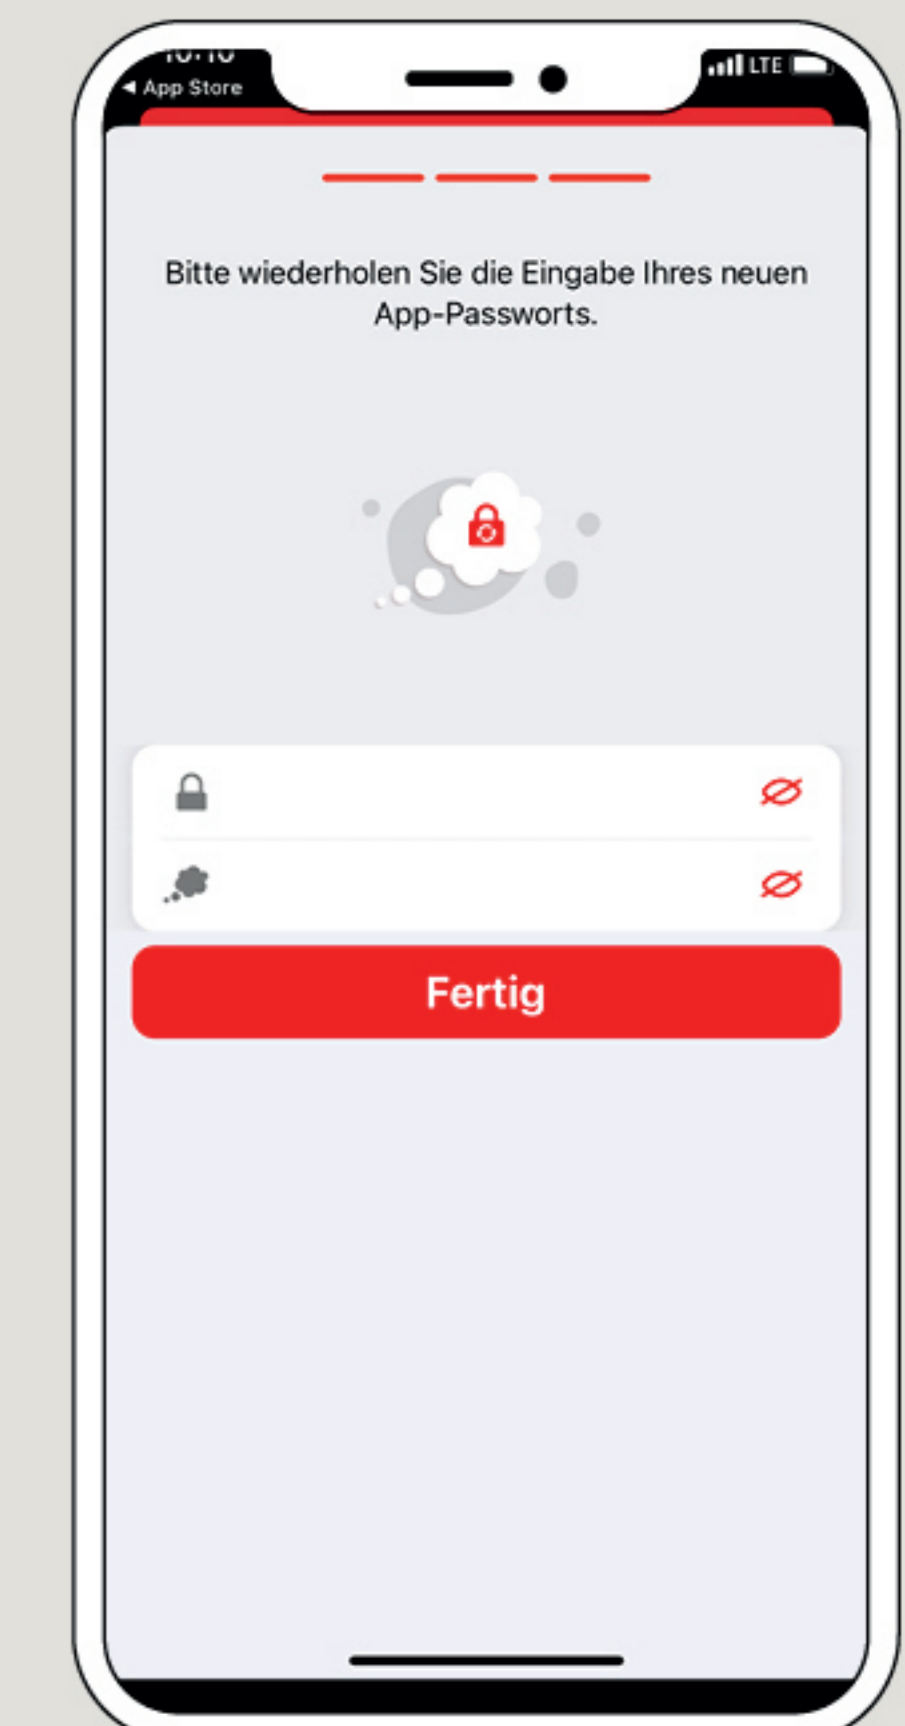 ◀ App Store
LTE
Bitte wiederholen Sie die Eingabe Ihres neuen
App-Passworts.
Fertig